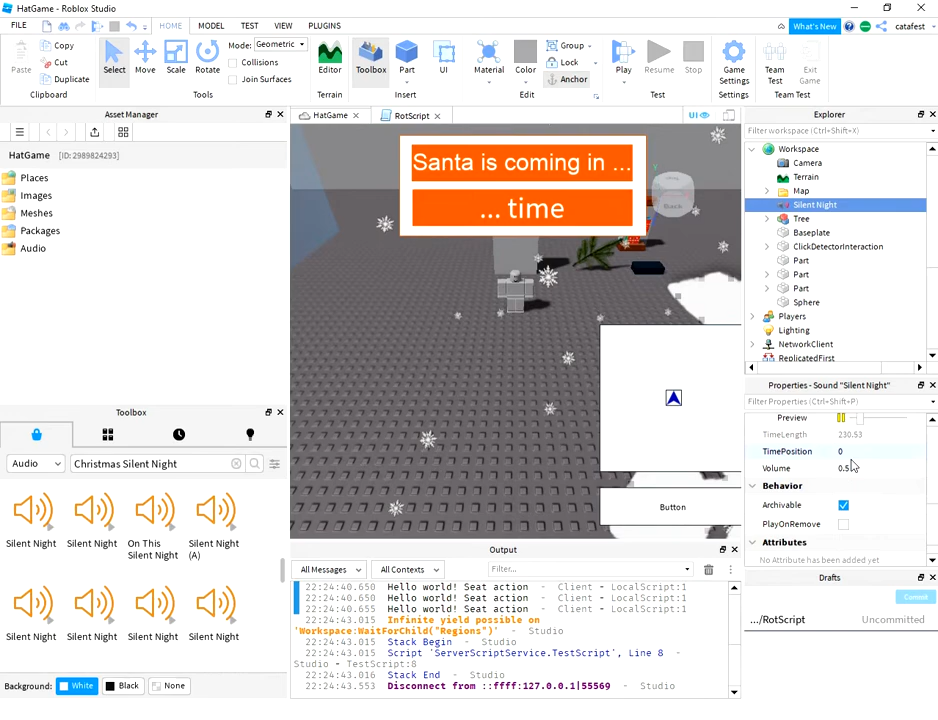 HatGame - Roblox Studio
FILE
HOME
MODEL
TEST
VIEW
PLUGINS
What's New
catafest
Paste
Copy
Cut
Duplicate
Clipboard
Select
Move
Scale
Rotate
Mode: Geometric
Collisions
Join Surfaces
Tools
Editor
Terrain
Toolbox
Part
UI
Insert
Material
Color
Group
Lock
Anchor
Edit
Play
Resume
Stop
Test
Game
Settings
Settings
Team
Test
Exit
Game
Team Test
Asset Manager
HatGame [ID: 2989824293]
Places
Images
Meshes
Packages
Audio
Toolbox
Audio
Christmas Silent Night
Silent Night
Silent Night
On This
Silent Night
Silent Night
(A)
Silent Night
Silent Night
Silent Night
Silent Night
Background:
White
Black
None
HatGame
RotScript
UI
Santa is coming in ...
... time
Back
Button
Output
All Messages
All Contexts
Filter...
22:24:40.650 Hello world! Seat action - Client - LocalScript:1
22:24:40.650 Hello world! Seat action - Client - LocalScript:1
22:24:40.655 Hello world! Seat action - Client - LocalScript:1
22:24:43.015 Infinite yield possible on
'Workspace:WaitForChild("Regions")' - Studio
22:24:43.015 Stack Begin - Studio
22:24:43.015 Script 'ServerScriptService.TestScript', Line 8 -
Studio - TestScript:8
22:24:43.016 Stack End - Studio
22:24:43.553 Disconnect from ::ffff:127.0.0.1|55569 - Studio
Explorer
Filter workspace (Ctrl+Shift+X)
Workspace
Camera
Terrain
Map
Silent Night
Tree
Baseplate
ClickDetectorInteraction
Part
Part
Part
Sphere
Players
Lighting
NetworkClient
ReplicatedFirst
Properties - Sound "Silent Night"
Filter Properties (Ctrl+Shift+P)
Preview
TimeLength 230.53
TimePosition 0
Volume 0.5
Behavior
Archivable
PlayOnRemove
Attributes
No Attribute has been added yet
Drafts
Commit
.../RotScript Uncommitted